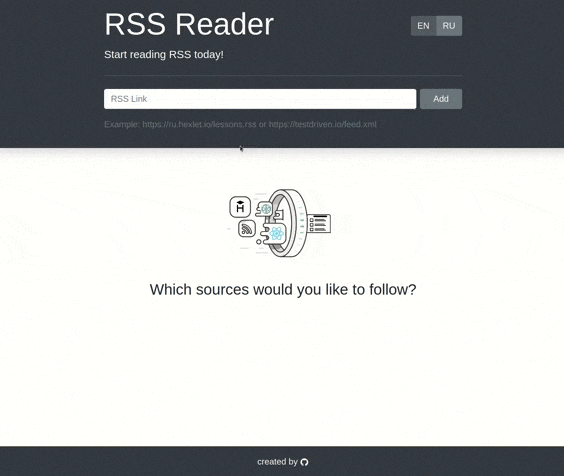 RSS Reader
EN RU
Start reading RSS today!
RSS Link
Add
Example: https://ru.hexlet.io/lessons.rss or https://testdriven.io/feed.xml
H
Which sources would you like to follow?
created by